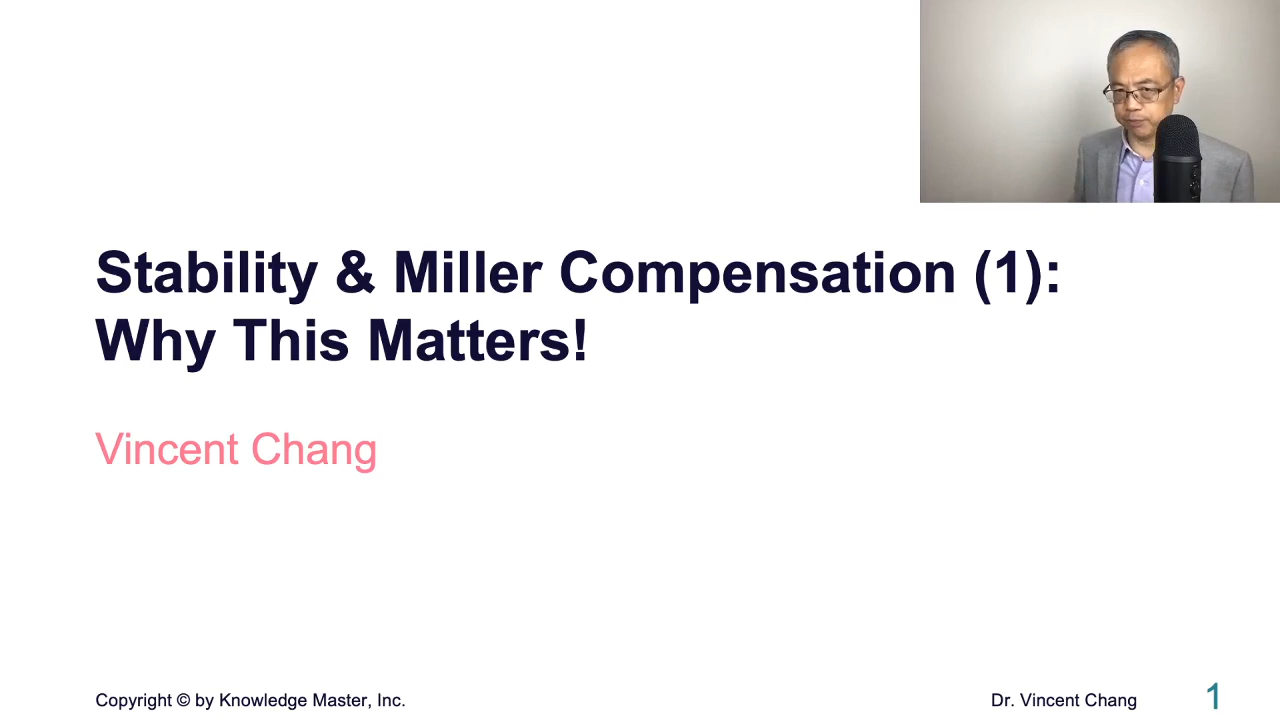 Stability & Miller Compensation (1):
Why This Matters!
Vincent Chang
Copyright © by Knowledge Master, Inc.
Dr. Vincent Chang
1